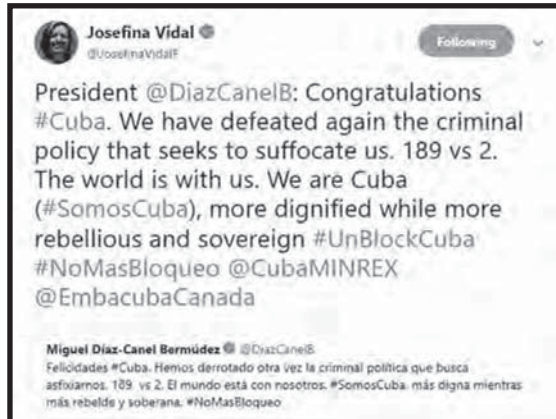 Josefina Vidal
@JosefinaVidalF
Following
President @DiazCanelB: Congratulations
#Cuba. We have defeated again the criminal
policy that seeks to suffocate us. 189 vs 2.
The world is with us. We are Cuba
(#SomosCuba), more dignified while more
rebellious and sovereign #UnBlockCuba
#NoMasBloqueo @CubaMINREX
@EmbacubaCanada
Miguel Díaz-Canel Bermúdez @DiazCanelB
Felicidades #Cuba. Hemos derrotado otra vez la criminal política que busca
asfixiarnos. 189 vs 2. El mundo está con nosotros. #SomosCuba. más digna mientras
más rebelde y soberana. #NoMasBloqueo